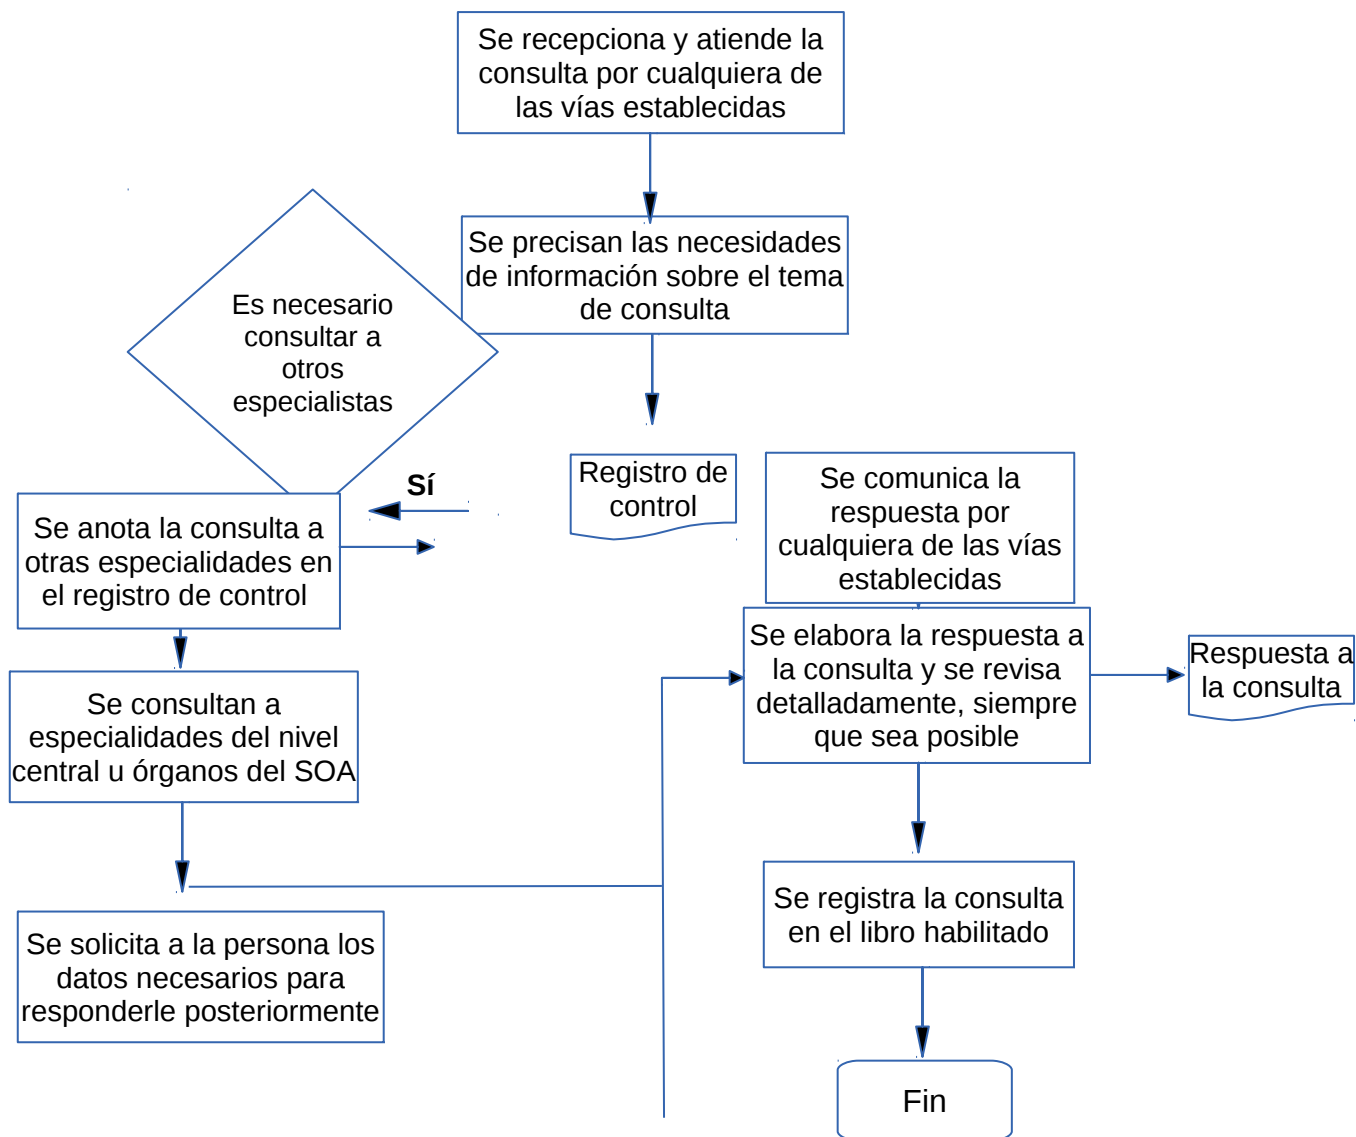 Se recepciona y atiende la
consulta por cualquiera de
las vías establecidas
Se precisan las necesidades
de información sobre el tema
de consulta
Es necesario
consultar a
otros
especialistas
Sí
Registro de
control
Se comunica la
respuesta por
cualquiera de las vías
establecidas
Se anota la consulta a
otras especialidades en
el registro de control
Se elabora la respuesta a
la consulta y se revisa
detalladamente, siempre
que sea posible
Respuesta a
la consulta
Se consultan a
especialidades del nivel
central u órganos del SOA
Se registra la consulta
en el libro habilitado
Se solicita a la persona los
datos necesarios para
responderle posteriormente
Fin